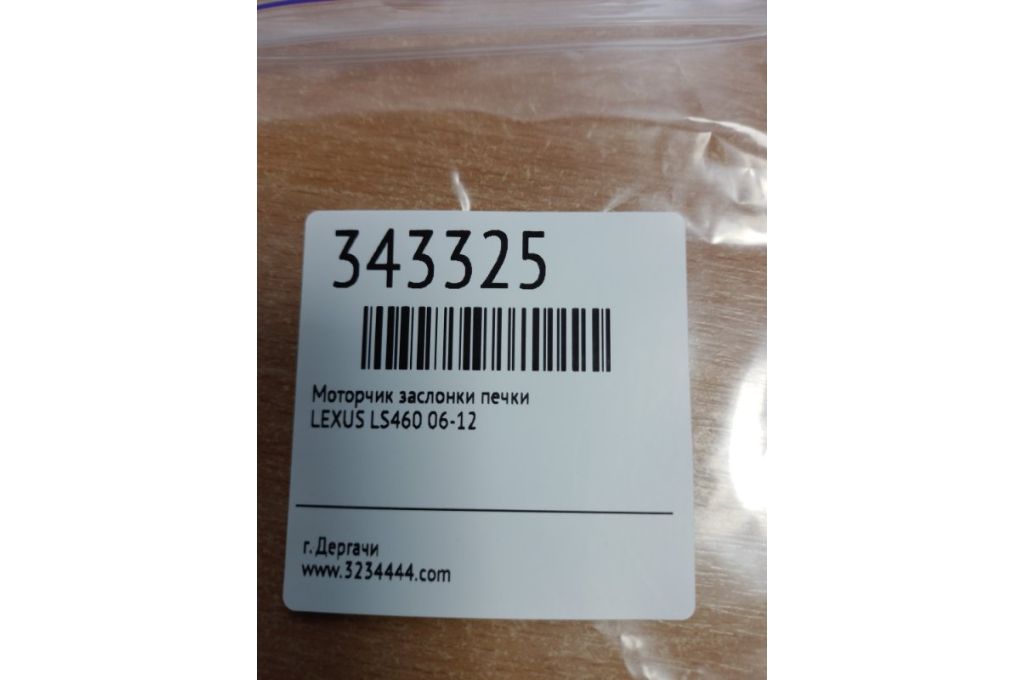 343325
Моторчик заслонки печки
LEXUS LS460 06-12
г. Дергачи
www.3234444.com